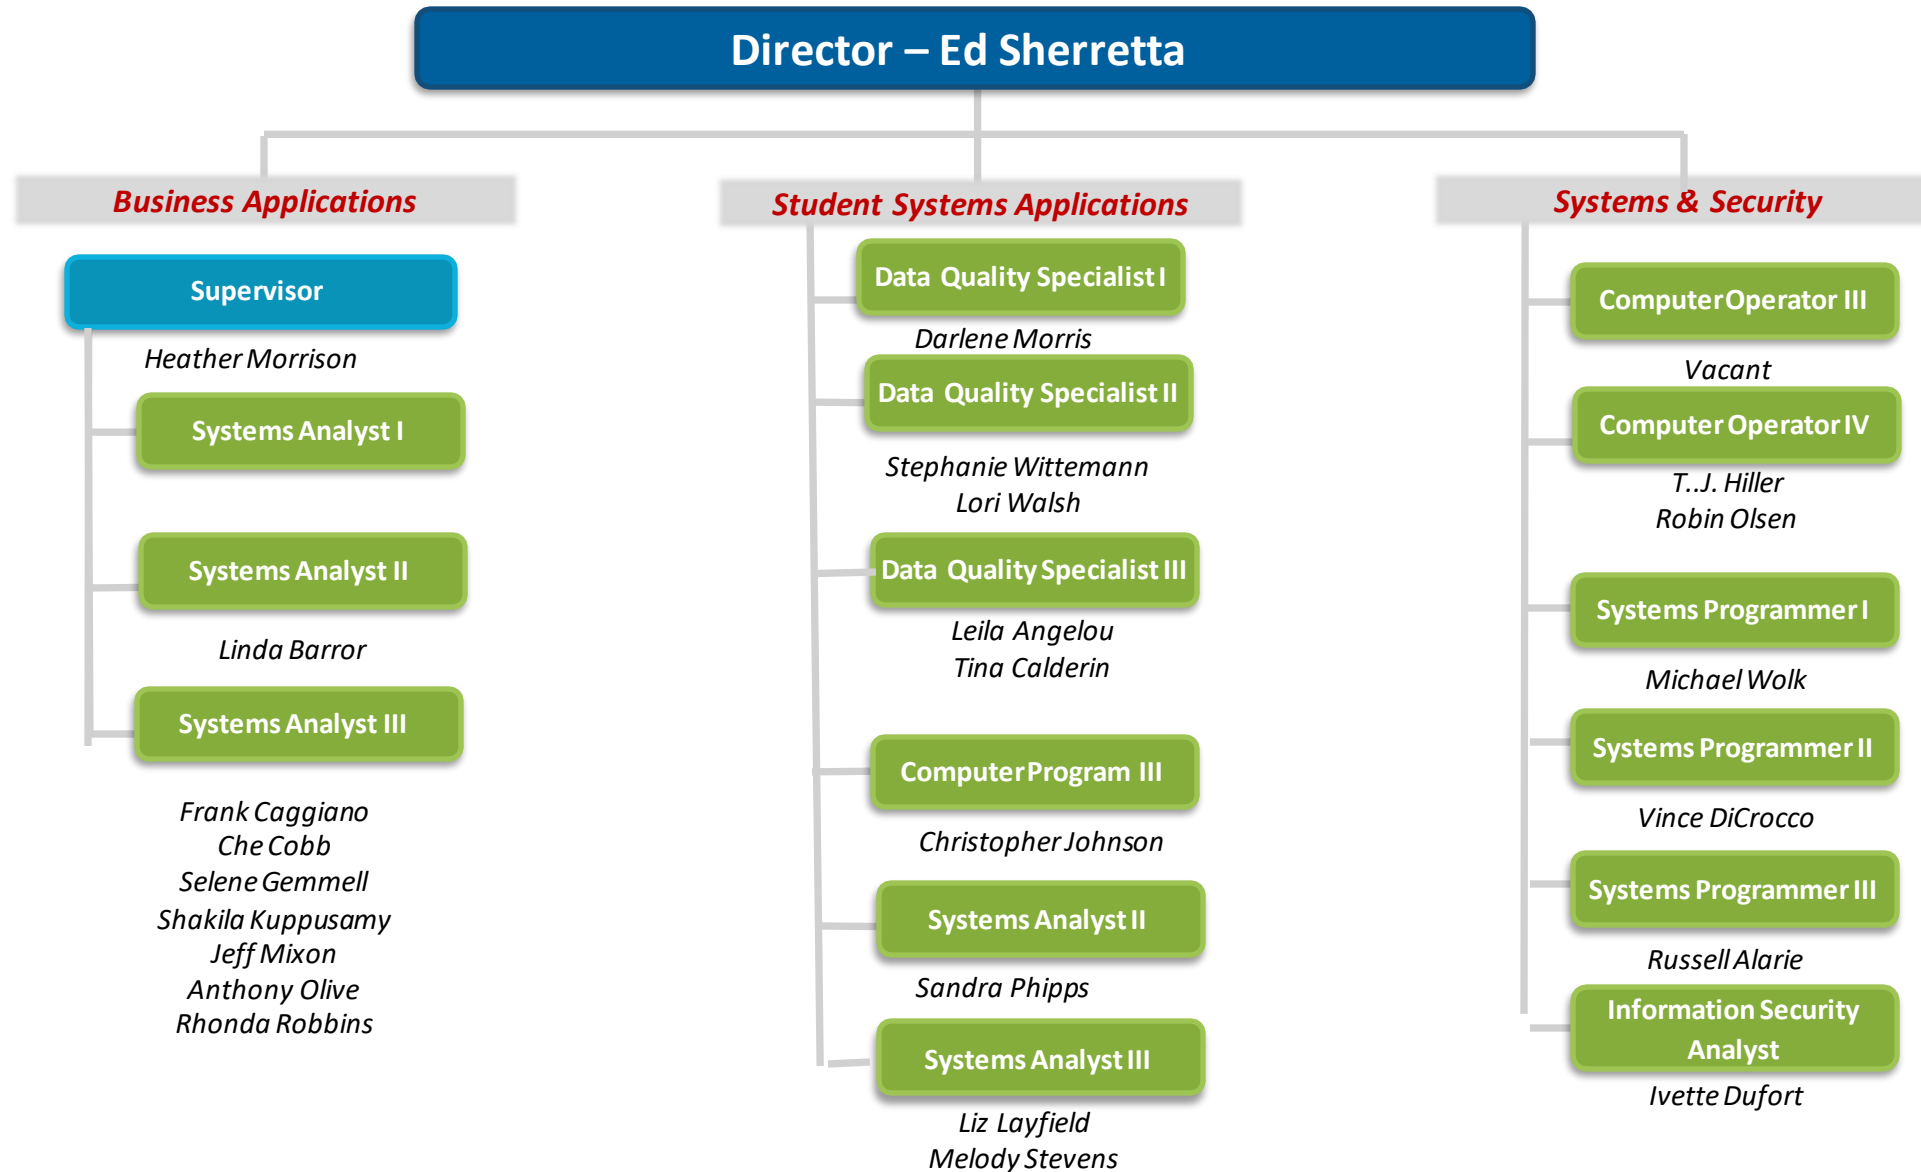 Director – Ed Sherretta
Business Applications
Supervisor
Heather Morrison
Systems Analyst I
Systems Analyst II
Linda Barror
Systems Analyst III
Frank Caggiano
Che Cobb
Selene Gemmell
Shakila Kuppusamy
Jeff Mixon
Anthony Olive
Rhonda Robbins
Student Systems Applications
Data Quality Specialist I
Darlene Morris
Data Quality Specialist II
Stephanie Wittemann
Lori Walsh
Data Quality Specialist III
Leila Angelou
Tina Calderin
Computer Program III
Christopher Johnson
Systems Analyst II
Sandra Phipps
Systems Analyst III
Liz Layfield
Melody Stevens
Systems & Security
Computer Operator III
Vacant
Computer Operator IV
T..J. Hiller
Robin Olsen
Systems Programmer I
Michael Wolk
Systems Programmer II
Vince DiCrocco
Systems Programmer III
Russell Alarie
Information Security
Analyst
Ivette Dufort